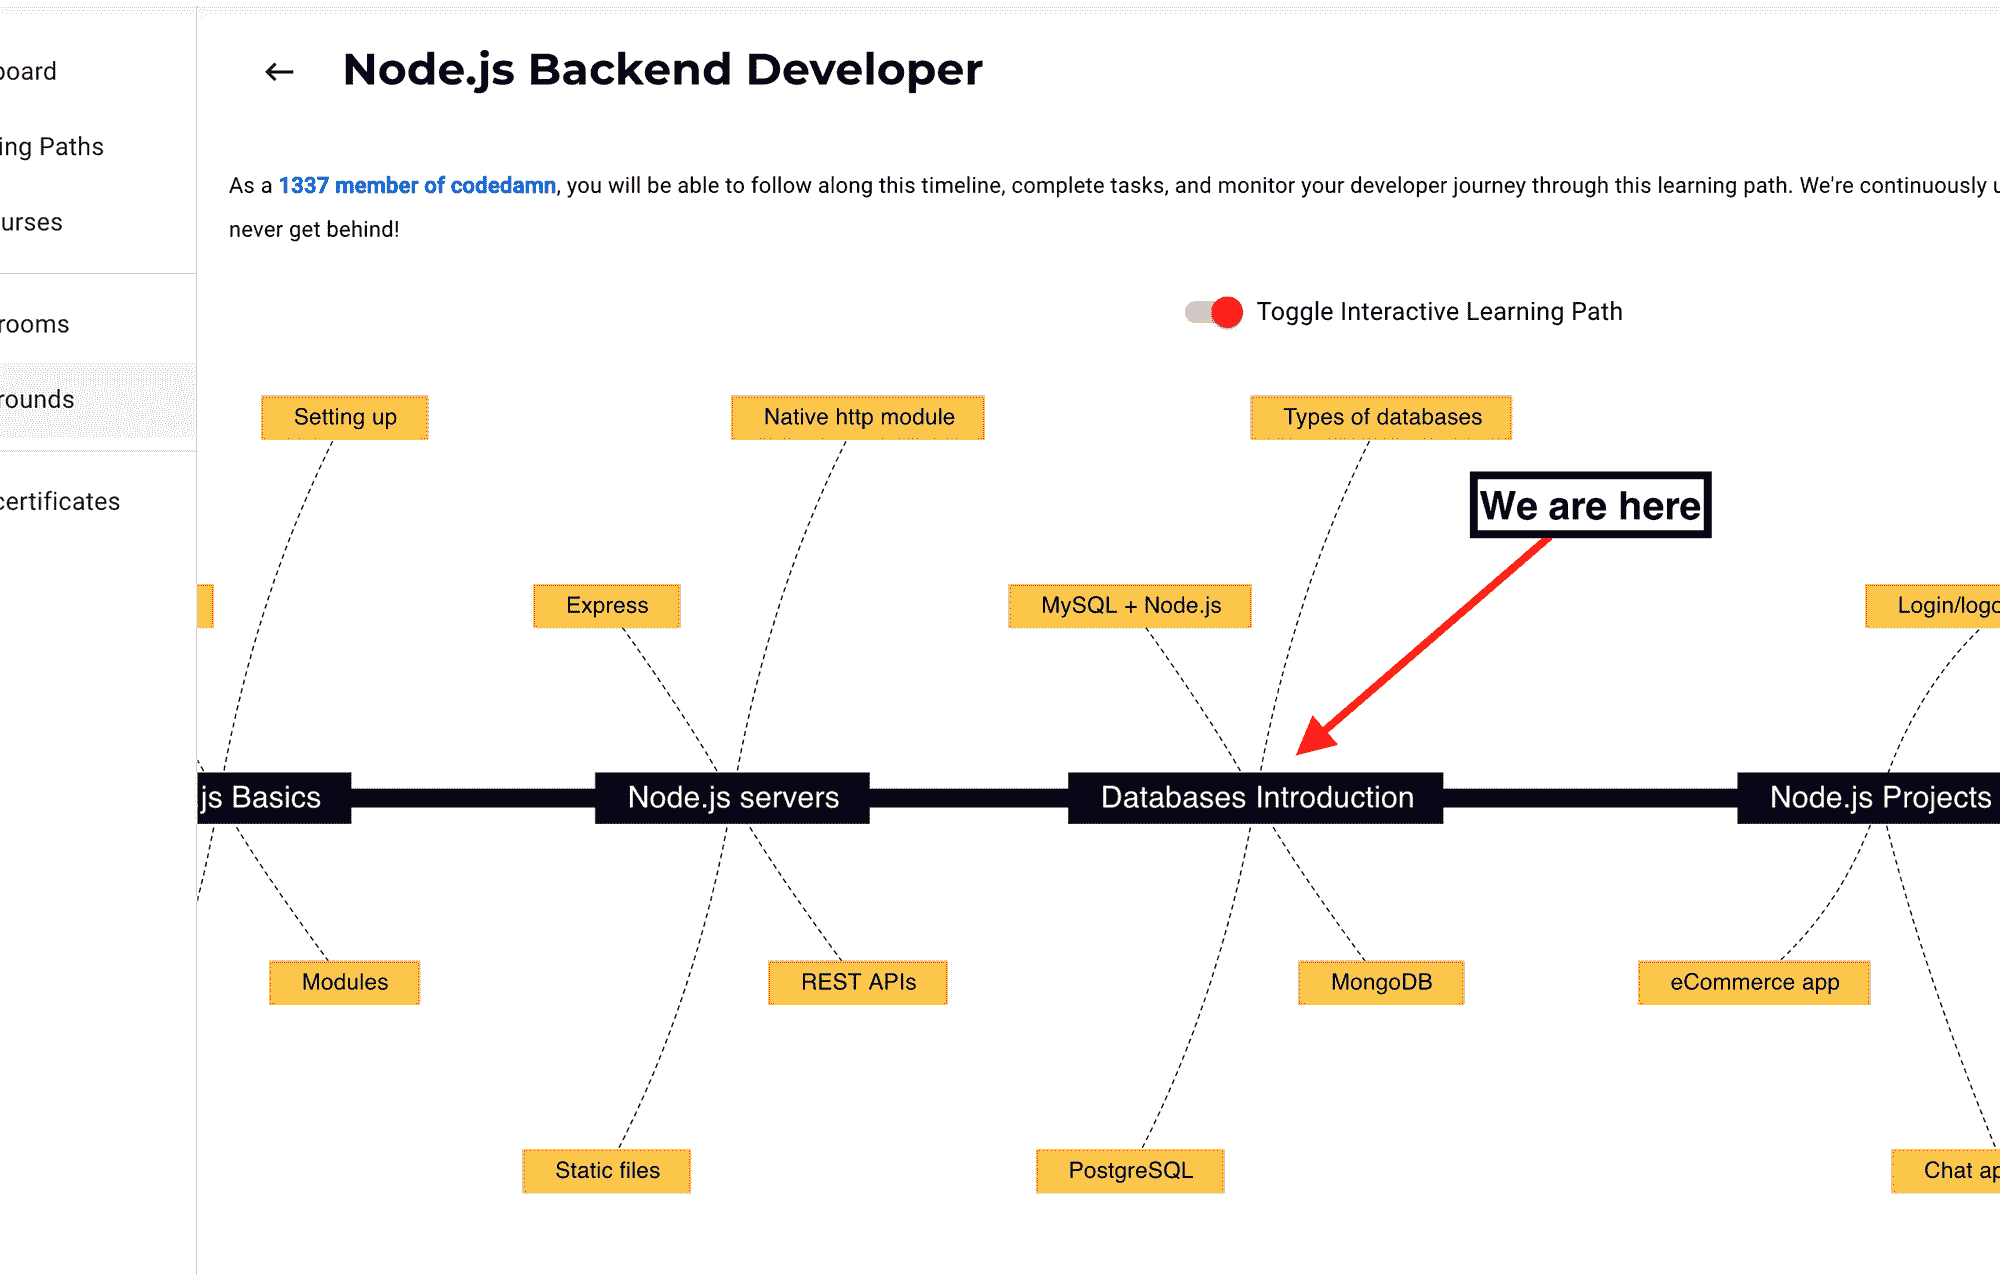 board
ing Paths
urses
rooms
rounds
certificates
Node.js Backend Developer
As a 1337 member of codedamn, you will be able to follow along this timeline, complete tasks, and monitor your developer journey through this learning path. We're continuously u
never get behind!
Toggle Interactive Learning Path
Setting up
Native http module
Types of databases
We are here
Express
MySQL + Node.js
Login/logo
js Basics
Node.js servers
Databases Introduction
Node.js Projects
Modules
REST APIs
MongoDB
eCommerce app
Static files
PostgreSQL
Chat ap